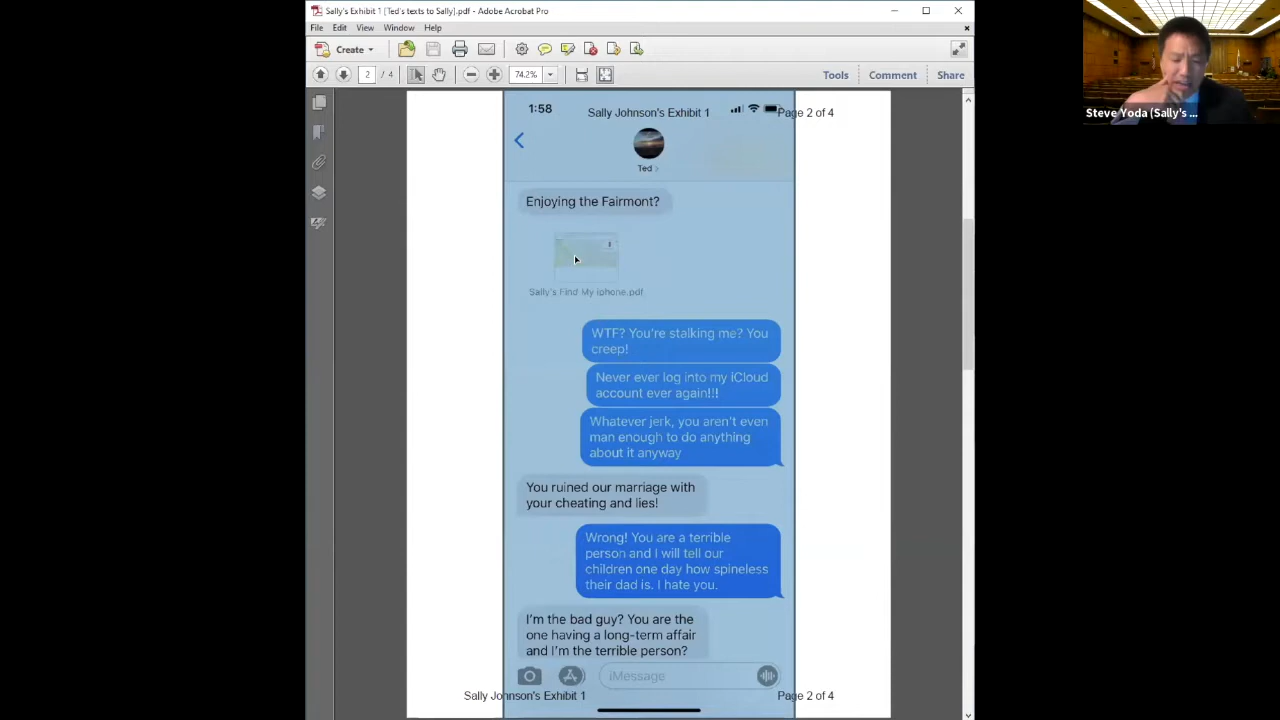 Sally's Exhibit 1 [Ted's texts to Sally].pdf - Adobe Acrobat Pro
File Edit View Window Help
Create
2 / 4 74.2% Tools Comment Share
1:58
Sally Johnson's Exhibit 1 Page 2 of 4
Ted
Enjoying the Fairmont?
Sally's Find My iphone.pdf
WTF? You're stalking me? You
creep!
Never ever log into my iCloud
account ever again!!!
Whatever jerk, you aren't even
man enough to do anything
about it anyway
You ruined our marriage with
your cheating and lies!
Wrong! You are a terrible
person and I will tell our
children one day how spineless
their dad is. I hate you.
I'm the bad guy? You are the
one having a long-term affair
and I'm the terrible person?
iMessage
Sally Johnson's Exhibit 1 Page 2 of 4
Steve Yoda (Sally's ...